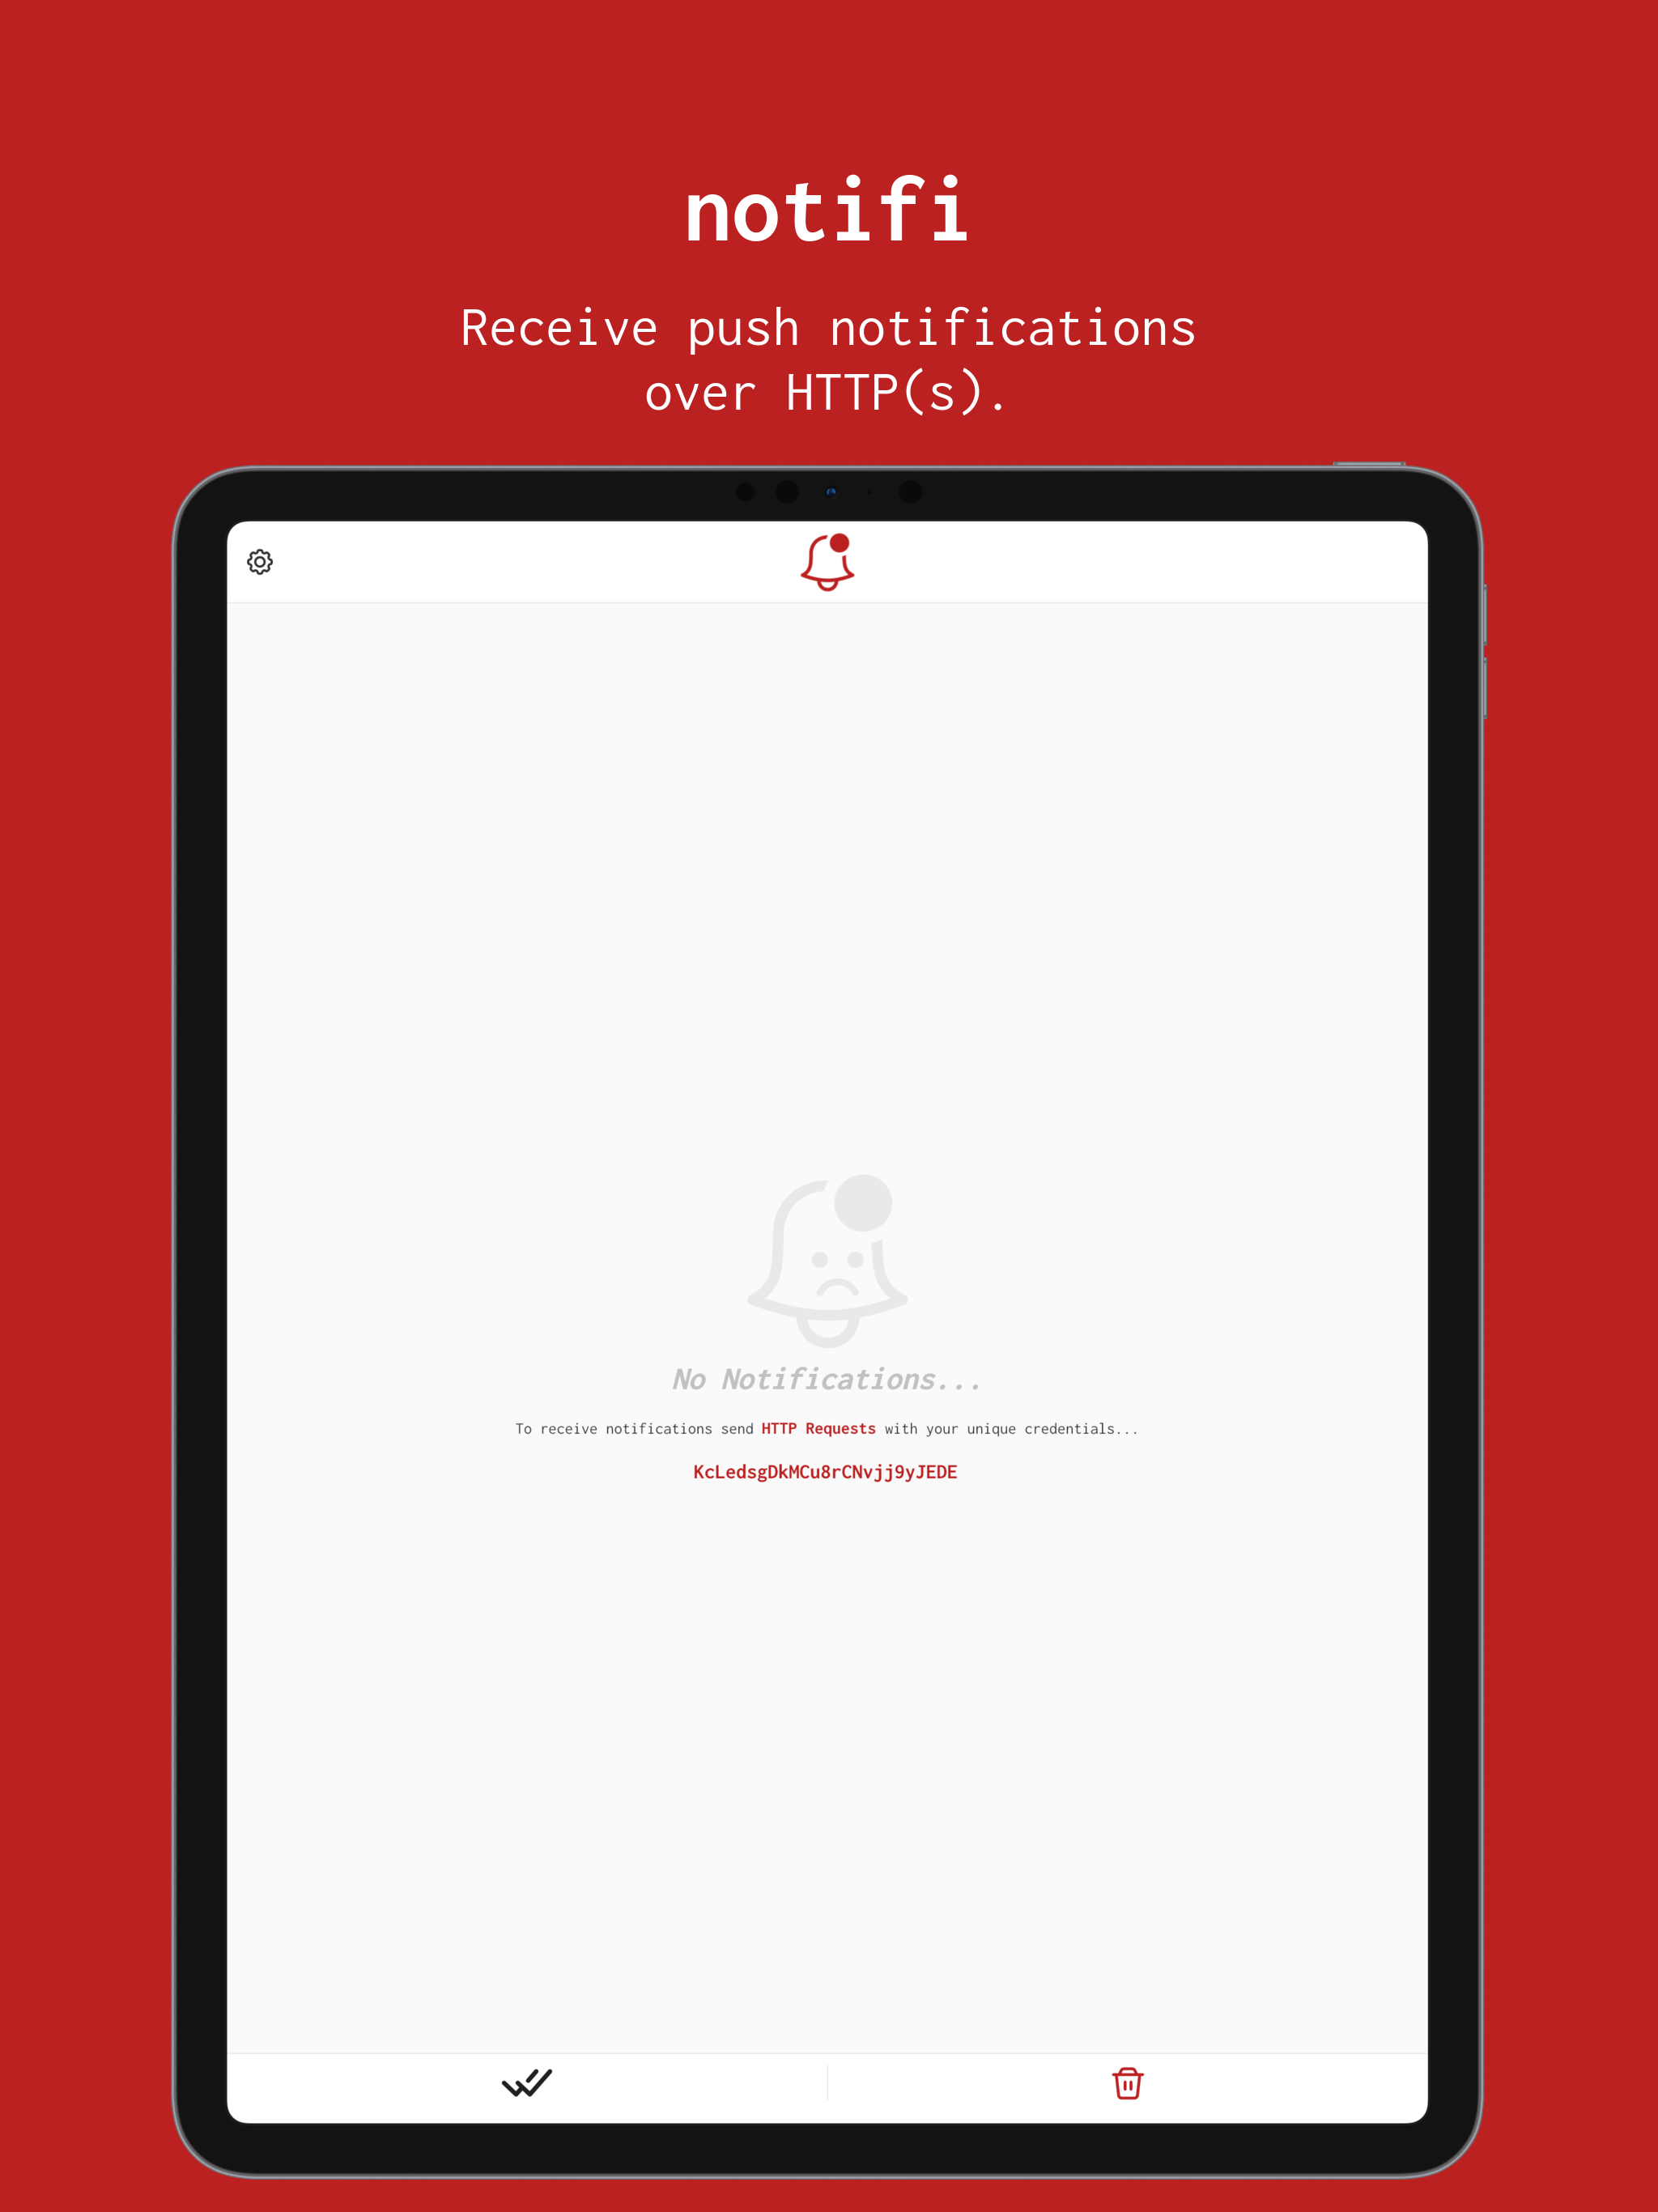 notifi
Receive push notifications
over HTTP(s).
No Notifications...
To receive notifications send HTTP Requests with your unique credentials...
KcLedsgDkMCu8rCNvjj9yJEDE